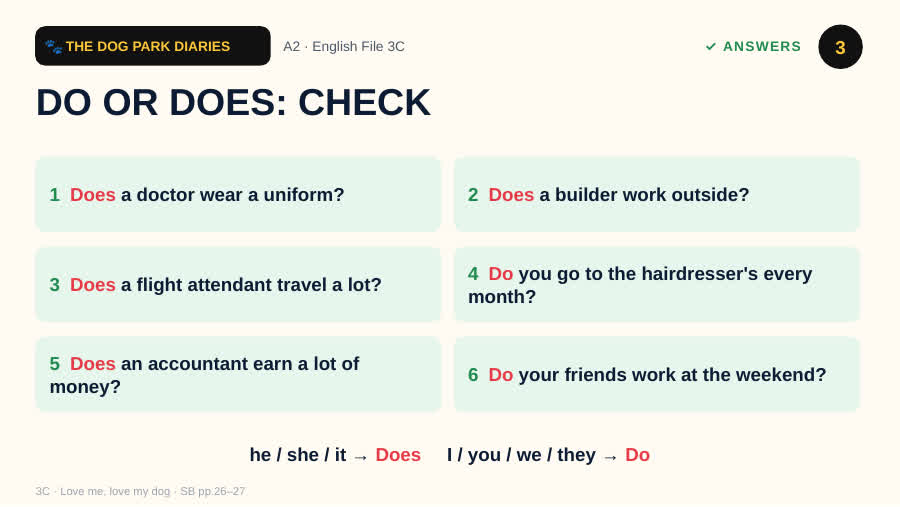 🐾 THE DOG PARK DIARIES
A2 · English File 3C
✓ ANSWERS
3
DO OR DOES: CHECK
1 Does a doctor wear a uniform?
2 Does a builder work outside?
3 Does a flight attendant travel a lot?
4 Do you go to the hairdresser's every
month?
5 Does an accountant earn a lot of
money?
6 Do your friends work at the weekend?
he / she / it → Does I / you / we / they → Do
3C · Love me, love my dog · SB pp.26–27